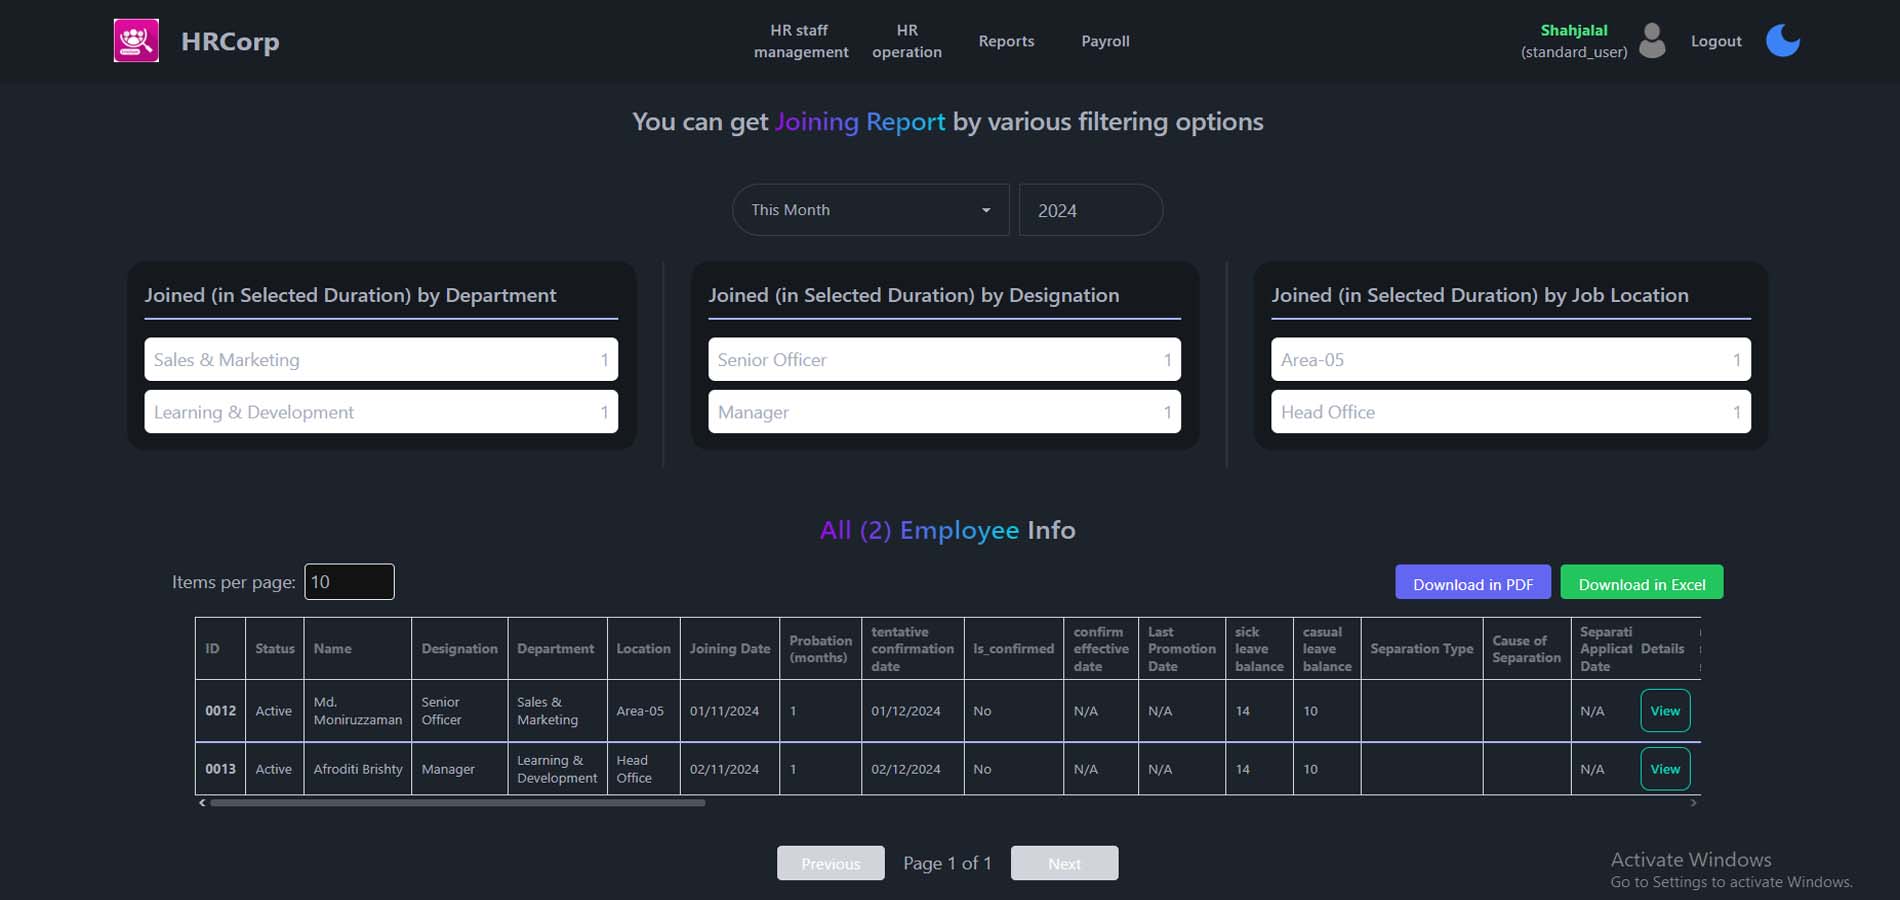 HRCorp
HR staff
management
HR
operation
Reports
Payroll
Shahjalal
(standard_user)
Logout
You can get Joining Report by various filtering options
This Month
2024
Joined (in Selected Duration) by Department
Sales & Marketing 1
Learning & Development 1
Joined (in Selected Duration) by Designation
Senior Officer 1
Manager 1
Joined (in Selected Duration) by Job Location
Area-05 1
Head Office 1
All (2) Employee Info
Items per page: 10
Download in PDF
Download in Excel
ID
Status
Name
Designation
Department
Location
Joining Date
Probation
(months)
tentative
confirmation
date
Is_confirmed
confirm
effective
date
Last
Promotion
Date
sick
leave
balance
casual
leave
balance
Separation Type
Cause of
Separation
Separati
Applicat
Date
Details
0012
Active
Md.
Moniruzzaman
Senior
Officer
Sales &
Marketing
Area-05
01/11/2024
1
01/12/2024
No
N/A
N/A
14
10
N/A
View
0013
Active
Afroditi Brishty
Manager
Learning &
Development
Head
Office
02/11/2024
1
02/12/2024
No
N/A
N/A
14
10
N/A
View
Previous
Page 1 of 1
Next
Activate Windows
Go to Settings to activate Windows.